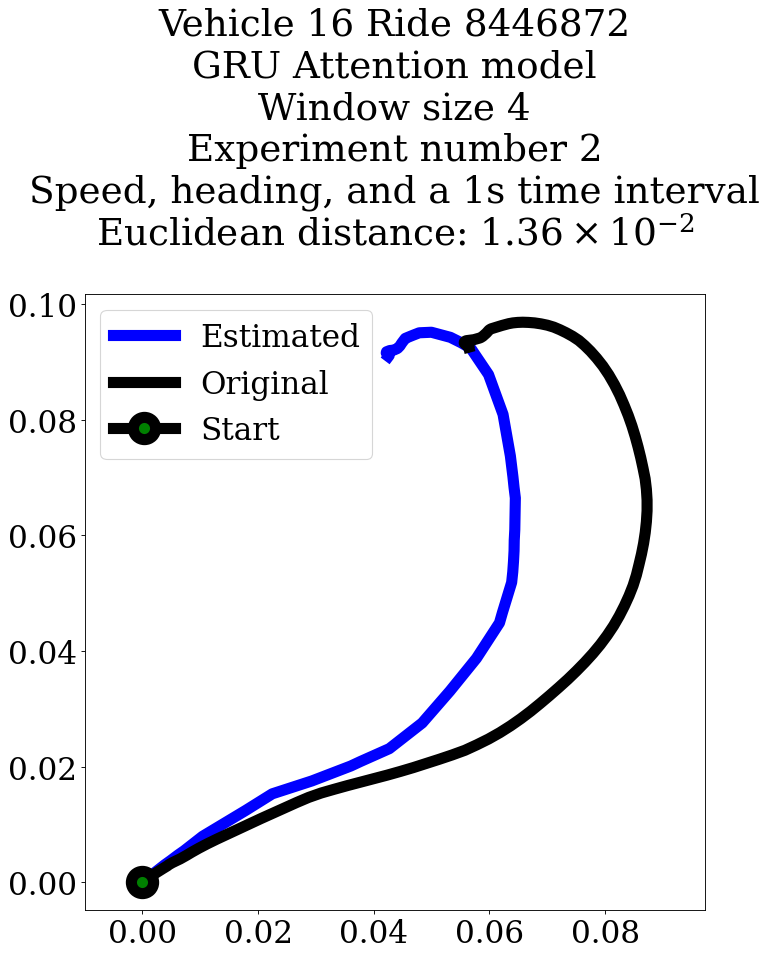 Vehicle 16 Ride 8446872
GRU Attention model
Window size 4
Experiment number 2
Speed, heading, and a 1s time interval
Euclidean distance: 1.36 × 10⁻²
Estimated
Original
Start
0.10
0.08
0.06
0.04
0.02
0.00
0.00 0.02 0.04 0.06 0.08